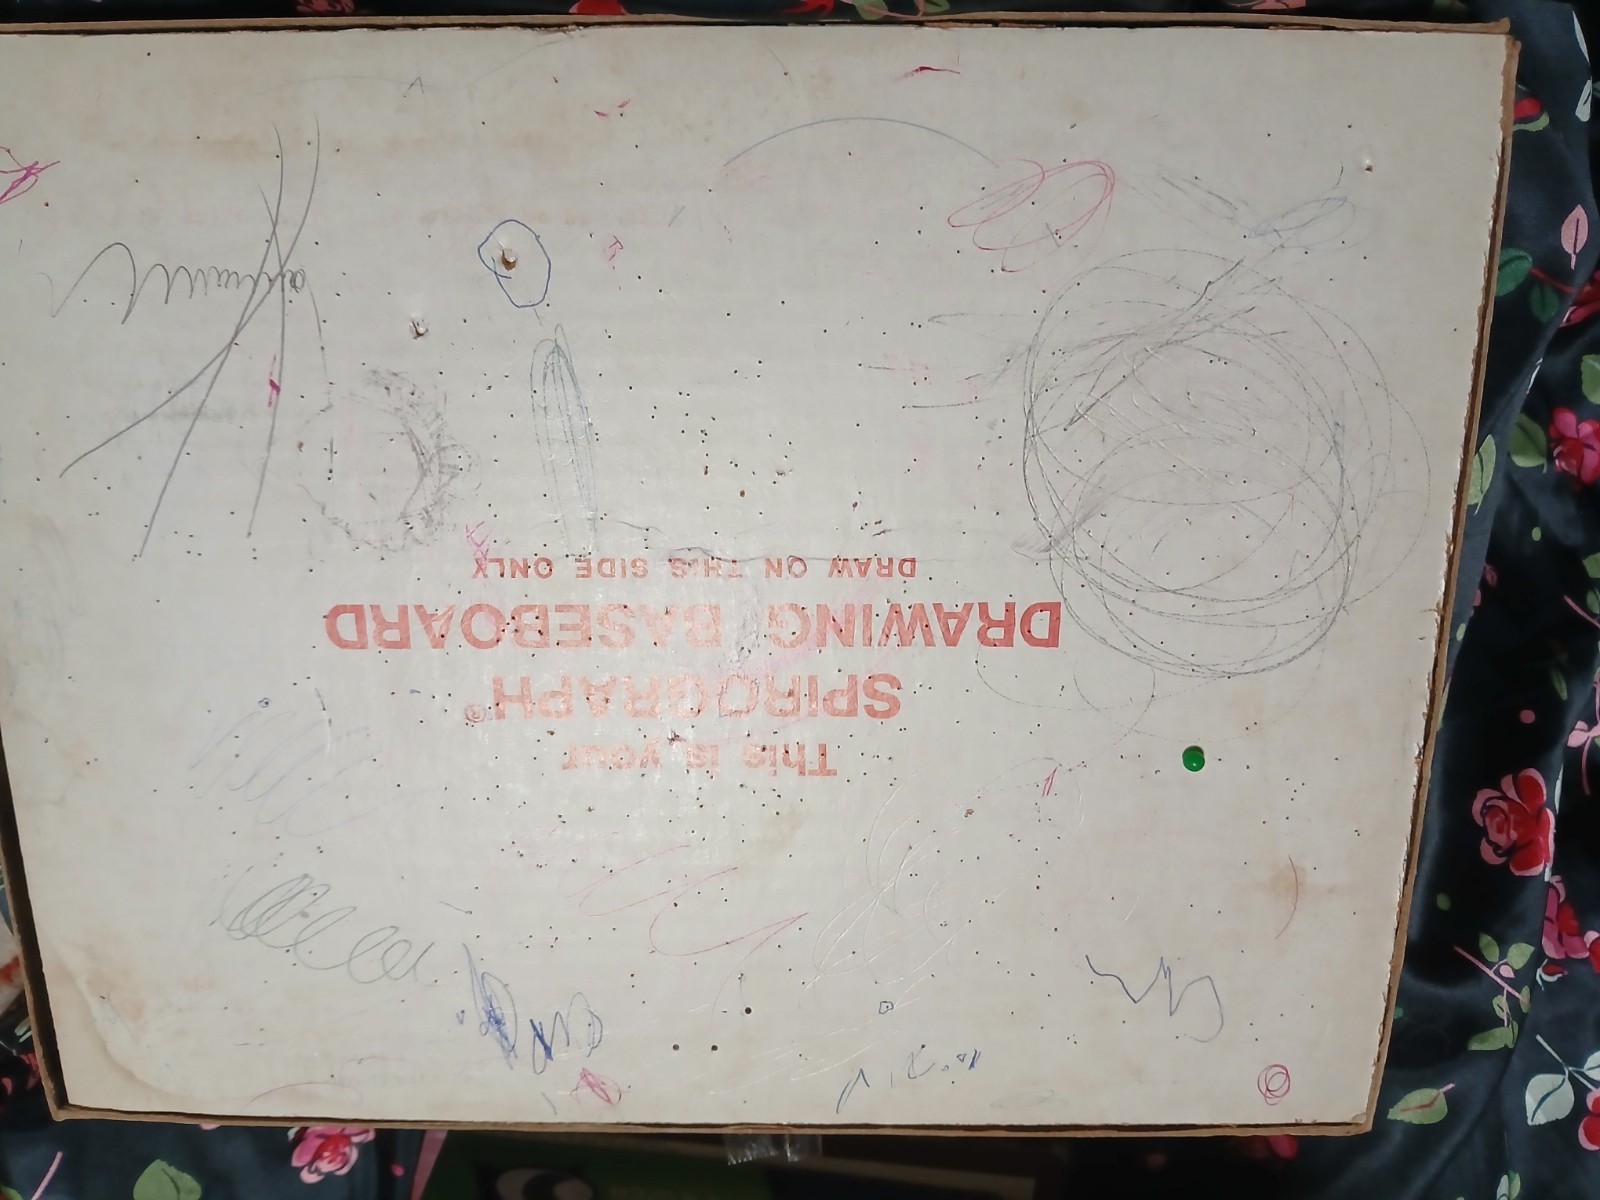 This is your
SPIROGRAPH®
DRAWING BASEBOARD
DRAW ON THIS SIDE ONLY